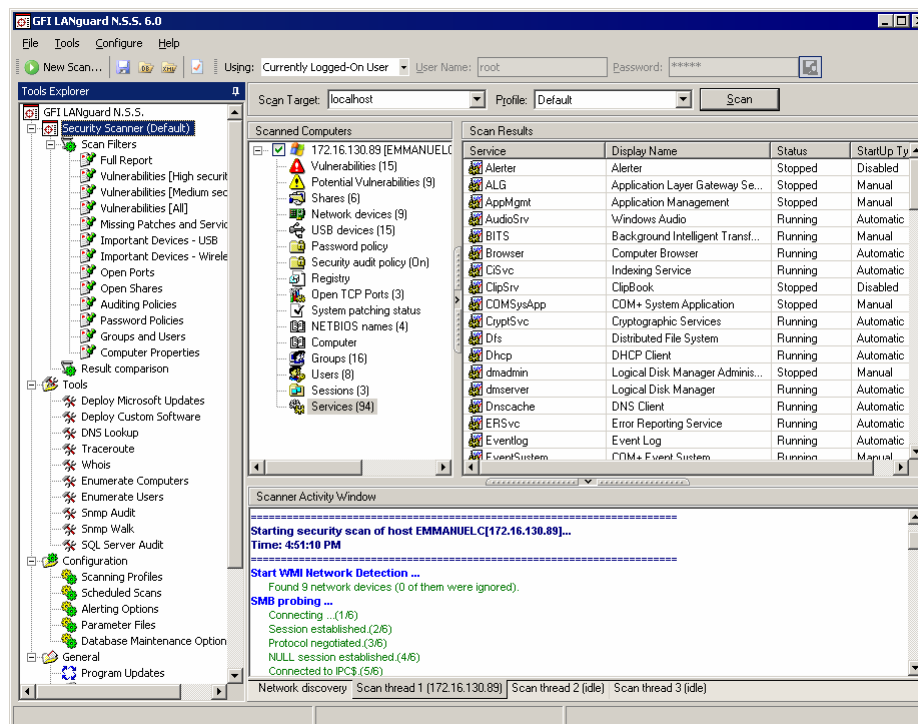 GFI LANguard N.S.S. 6.0
File Tools Configure Help
New Scan... Using: Currently Logged-On User User Name: root Password: *****
Tools Explorer
GFI LANguard N.S.S.
Security Scanner (Default)
Scan Filters
Full Report
Vulnerabilities [High securit
Vulnerabilities [Medium sec
Vulnerabilities [All]
Missing Patches and Servic
Important Devices - USB
Important Devices - Wirele
Open Ports
Open Shares
Auditing Policies
Password Policies
Groups and Users
Computer Properties
Result comparison
Tools
Deploy Microsoft Updates
Deploy Custom Software
DNS Lookup
Traceroute
Whois
Enumerate Computers
Enumerate Users
Snmp Audit
Snmp Walk
SQL Server Audit
Configuration
Scanning Profiles
Scheduled Scans
Alerting Options
Parameter Files
Database Maintenance Option
General
Program Updates
Scan Target: localhost Profile: Default Scan
Scanned Computers
172.16.130.89 [EMMANUELC
Vulnerabilities (15)
Potential Vulnerabilities (9)
Shares (6)
Network devices (9)
USB devices (15)
Password policy
Security audit policy (On)
Registry
Open TCP Ports (3)
System patching status
NETBIOS names (4)
Computer
Groups (16)
Users (8)
Sessions (3)
Services (94)
Scan Results
Service Display Name Status StartUp Ty
Alerter Alerter Stopped Disabled
ALG Application Layer Gateway Se... Stopped Manual
AppMgmt Application Management Stopped Manual
AudioSrv Windows Audio Running Automatic
BITS Background Intelligent Transf... Running Manual
Browser Computer Browser Running Automatic
CiSvc Indexing Service Running Automatic
ClipSrv ClipBook Stopped Disabled
COMSysApp COM+ System Application Stopped Manual
CryptSvc Cryptographic Services Running Automatic
Dfs Distributed File System Running Automatic
Dhcp DHCP Client Running Automatic
dmadmin Logical Disk Manager Adminis... Stopped Manual
dmserver Logical Disk Manager Running Automatic
Dnscache DNS Client Running Automatic
ERSvc Error Reporting Service Running Automatic
Eventlog Event Log Running Automatic
EventSystem COM+ Event System Running Manual
Scanner Activity Window
Starting security scan of host EMMANUELC[172.16.130.89]...
Time: 4:51:10 PM
Start WMI Network Detection ...
Found 9 network devices (0 of them were ignored).
SMB probing ...
Connecting ...(1/6)
Session established.(2/6)
Protocol negotiated.(3/6)
NULL session established.(4/6)
Connected to IPC$.(5/6)
Network discovery Scan thread 1 (172.16.130.89) Scan thread 2 (idle) Scan thread 3 (idle)